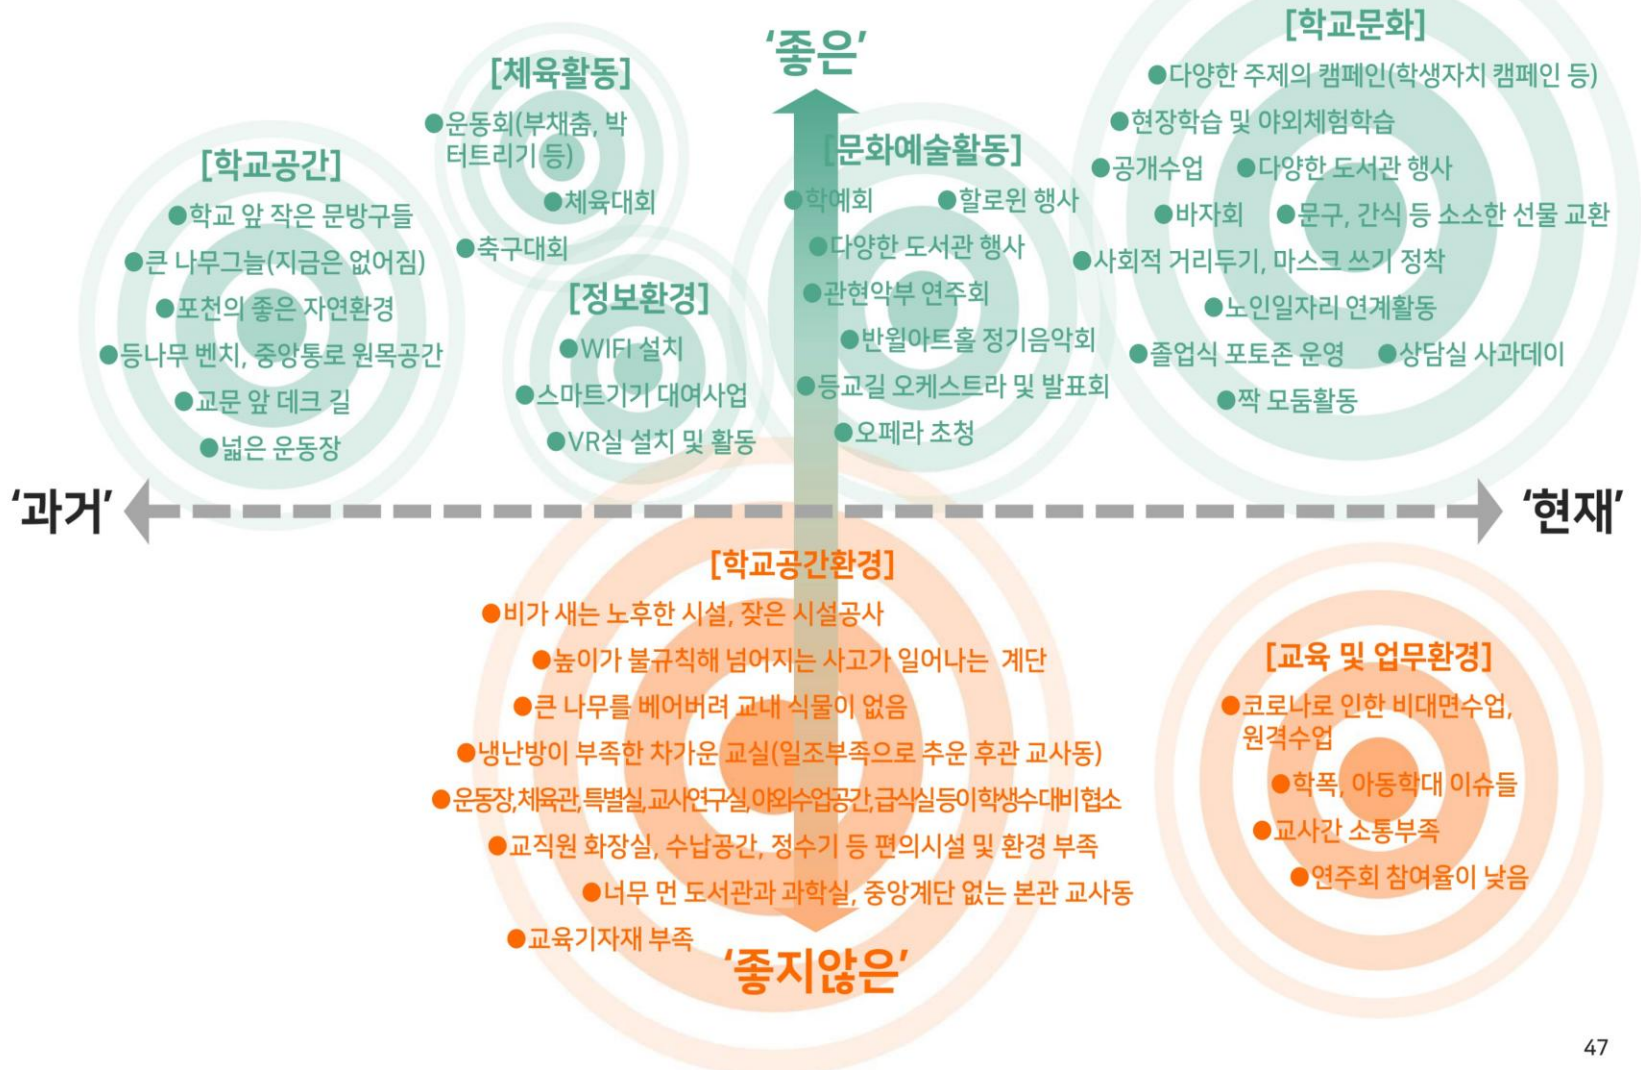 '좋은'
[학교공간]
●학교 앞 작은 문방구들
●큰 나무그늘(지금은 없어짐)
●포천의 좋은 자연환경
●등나무 벤치, 중앙통로 원목공간
●교문 앞 데크 길
●넓은 운동장
[체육활동]
●운동회(부채춤, 박
터트리기 등)
●체육대회
●축구대회
[정보환경]
●WIFI 설치
●스마트기기 대여사업
●VR실 설치 및 활동
[문화예술활동]
●학예회 ●할로윈 행사
●다양한 도서관 행사
●관현악부 연주회
●반월아트홀 정기음악회
●등교길 오케스트라 및 발표회
●오페라 초청
[학교문화]
●다양한 주제의 캠페인(학생자치 캠페인 등)
●현장학습 및 야외체험학습
●공개수업 ●다양한 도서관 행사
●바자회 ●문구, 간식 등 소소한 선물 교환
●사회적 거리두기, 마스크 쓰기 정착
●노인일자리 연계활동
●졸업식 포토존 운영 ●상담실 사과데이
●짝 모둠활동
'과거' '현재'
[학교공간환경]
●비가 새는 노후한 시설, 잦은 시설공사
●높이가 불규칙해 넘어지는 사고가 일어나는 계단
●큰 나무를 베어버려 교내 식물이 없음
●냉난방이 부족한 차가운 교실(일조부족으로 추운 후관 교사동)
●운동장,체육관,특별실,교사연구실,야외수업공간,급식실등이학생수대비협소
●교직원 화장실, 수납공간, 정수기 등 편의시설 및 환경 부족
●너무 먼 도서관과 과학실, 중앙계단 없는 본관 교사동
●교육기자재 부족
'좋지않은'
[교육 및 업무환경]
●코로나로 인한 비대면수업,
원격수업
●학폭, 아동학대 이슈들
●교사간 소통부족
●연주회 참여율이 낮음
47